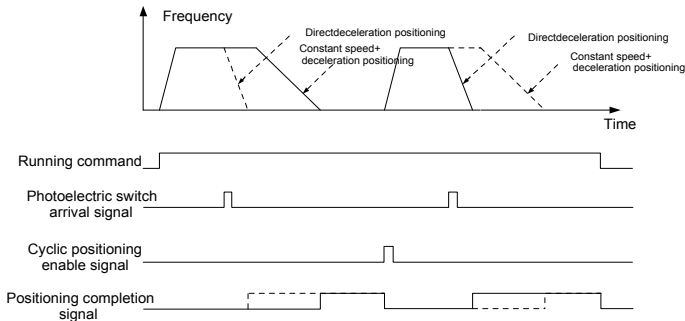 Frequency
Directdeceleration positioning
Constant speed+
deceleration positioning
Directdeceleration positioning
Constant speed+
deceleration positioning
Time
Running command
Photoelectric switch
arrival signal
Cyclic positioning
enable signal
Positioning completion
signal